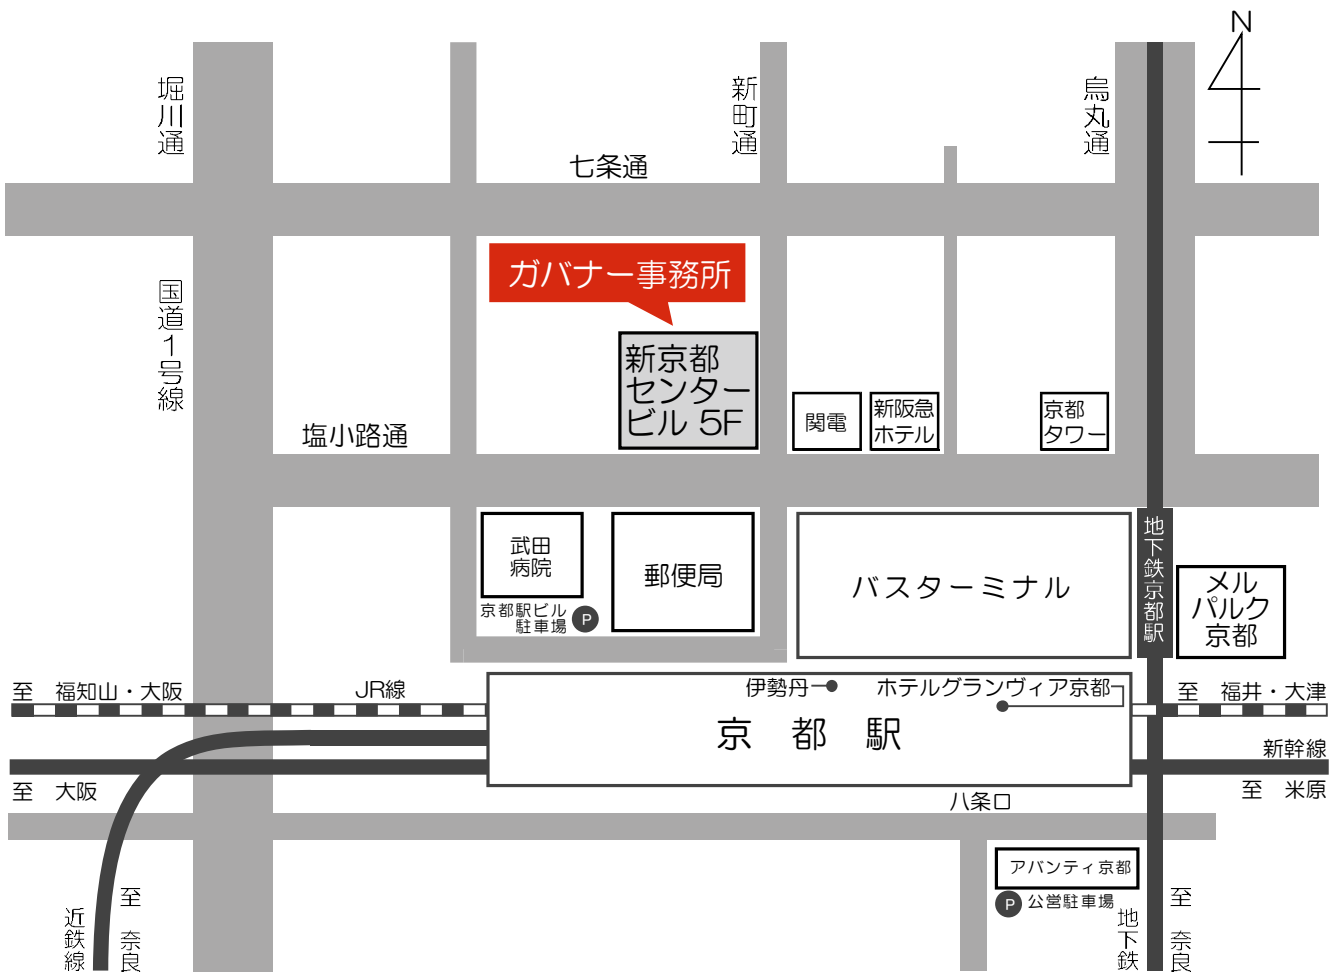 N
堀川通
新町通
烏丸通
七条通
国道1号線
ガバナー事務所
新京都
センター
ビル 5F
関電
新阪急
ホテル
京都
タワー
塩小路通
武田
病院
京都駅ビル
駐車場
P
郵便局
バスターミナル
地下鉄京都駅
メル
パルク
京都
至 福知山・大阪
JR線
伊勢丹
ホテルグランヴィア京都
至 福井・大津
京 都 駅
新幹線
至 大阪
至 米原
八条口
アバンティ京都
P
公営駐車場
近鉄線
至 奈良
地下鉄
至 奈良